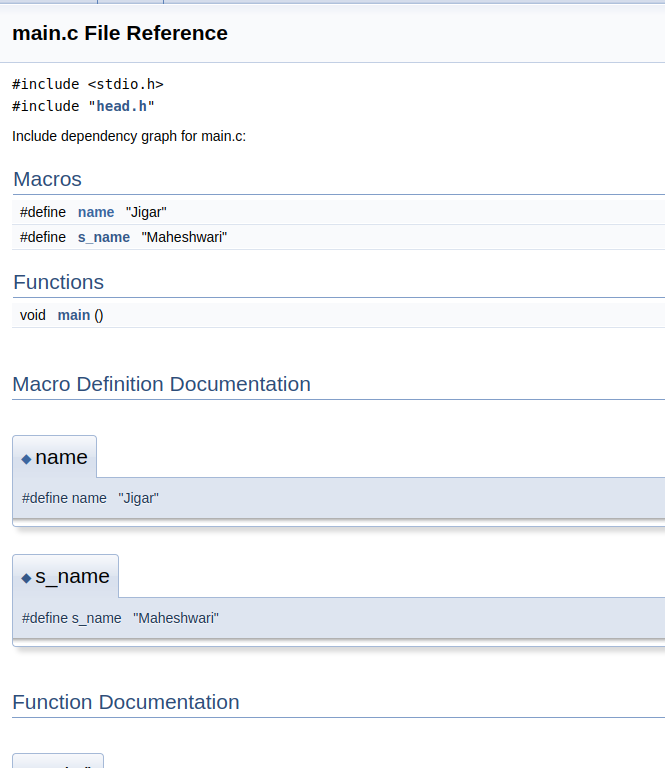 main.c File Reference
#include <stdio.h>
#include "head.h"
Include dependency graph for main.c:
Macros
#define name "Jigar"
#define s_name "Maheshwari"
Functions
void main ()
Macro Definition Documentation
◆ name
#define name "Jigar"
◆ s_name
#define s_name "Maheshwari"
Function Documentation